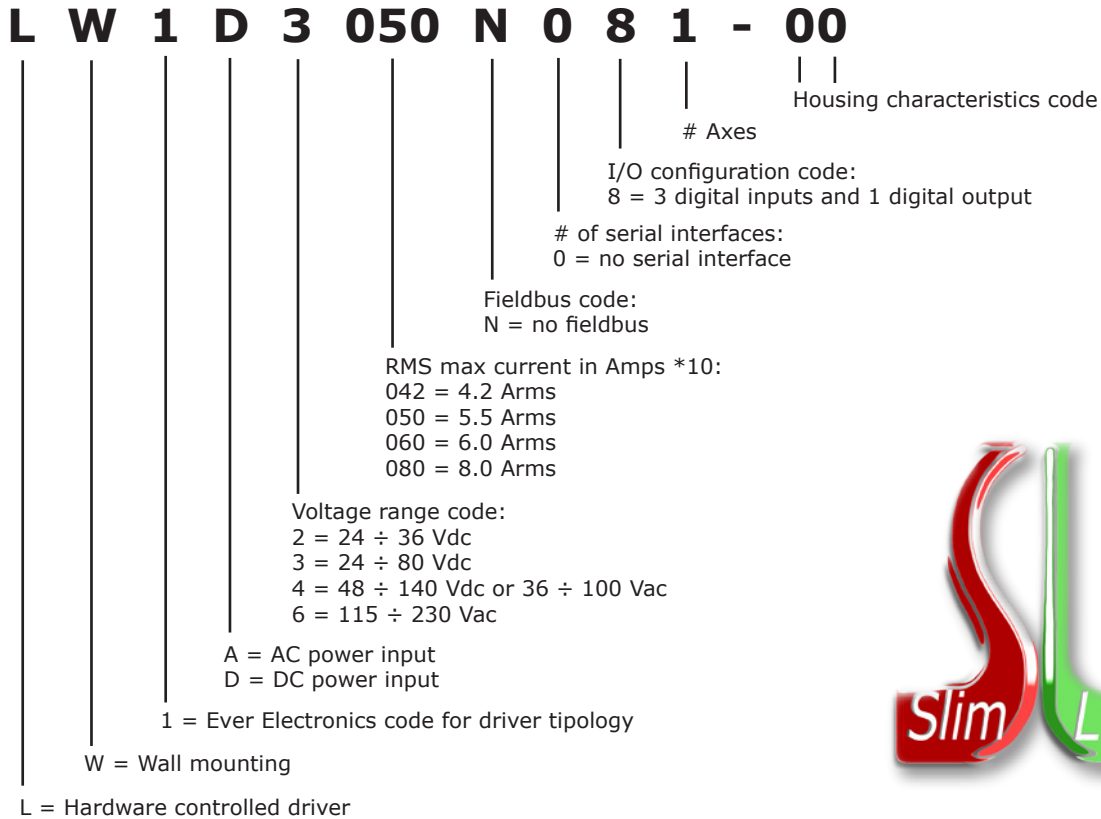 L W 1 D 3 050 N 0 8 1 - 00
Housing characteristics code
# Axes
I/O configuration code:
8 = 3 digital inputs and 1 digital output
# of serial interfaces:
0 = no serial interface
Fieldbus code:
N = no fieldbus
RMS max current in Amps *10:
042 = 4.2 Arms
050 = 5.5 Arms
060 = 6.0 Arms
080 = 8.0 Arms
Voltage range code:
2 = 24 ÷ 36 Vdc
3 = 24 ÷ 80 Vdc
4 = 48 ÷ 140 Vdc or 36 ÷ 100 Vac
6 = 115 ÷ 230 Vac
A = AC power input
D = DC power input
1 = Ever Electronics code for driver tipology
W = Wall mounting
L = Hardware controlled driver
Slim L